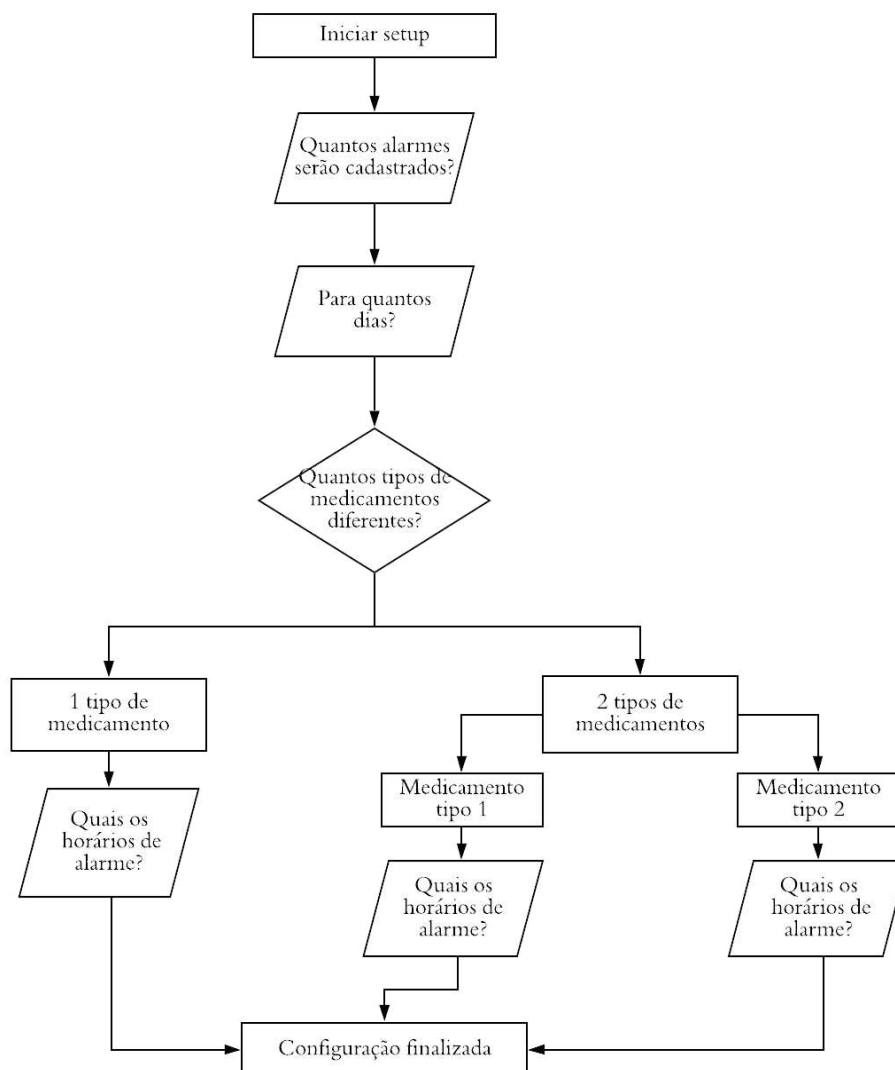 Iniciar setup
Quantos alarmes
serão cadastrados?
Para quantos
dias?
Quantos tipos de
medicamentos
diferentes?
1 tipo de
medicamento
2 tipos de
medicamentos
Medicamento
tipo 1
Medicamento
tipo 2
Quais os
horários de
alarme?
Quais os
horários de
alarme?
Quais os
horários de
alarme?
Configuração finalizada